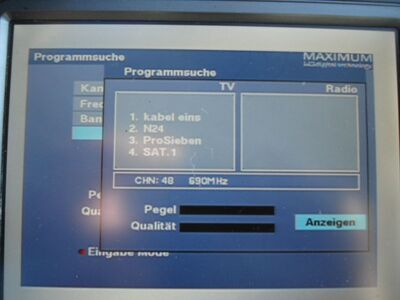 Programmsuche
MAXIMUM
Programmsuche
TV
Radio
Kan
Freq
Ban
1. kabel eins
2. N24
3. ProSieben
4. SAT.1
CHN: 48 690MHz
Pe
Pegel
Qua
Qualität
Anzeigen
Eingabe Mode